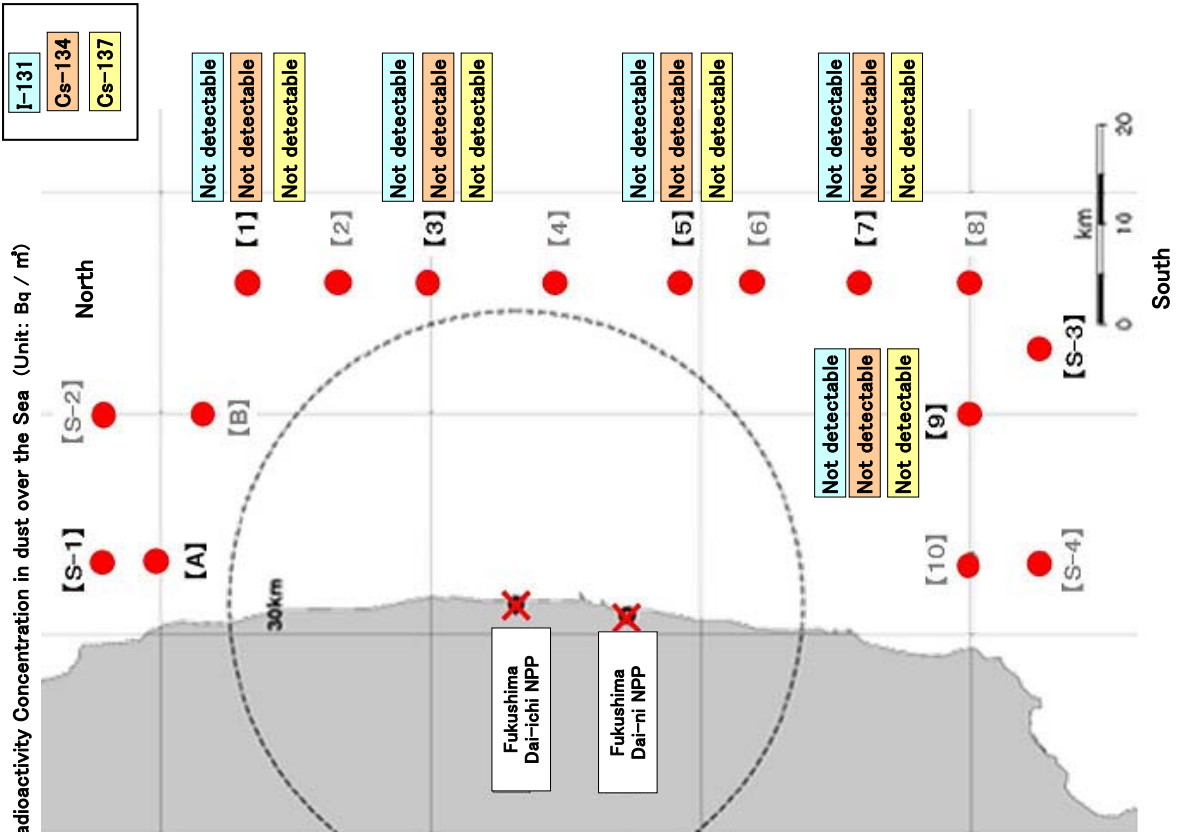 adioactivity Concentration in dust over the Sea (Unit: Bq / ㎥)
I-131
Cs-134
Cs-137
North
【S-1】
【S-2】
【A】
【B】
【1】
Not detectable
Not detectable
Not detectable
【2】
【3】
Not detectable
Not detectable
Not detectable
【4】
【5】
Not detectable
Not detectable
Not detectable
【6】
【7】
Not detectable
Not detectable
Not detectable
【8】
【9】
Not detectable
Not detectable
Not detectable
【10】
【S-3】
【S-4】
30km
Fukushima
Dai-ichi NPP
Fukushima
Dai-ni NPP
km
0 10 20
South